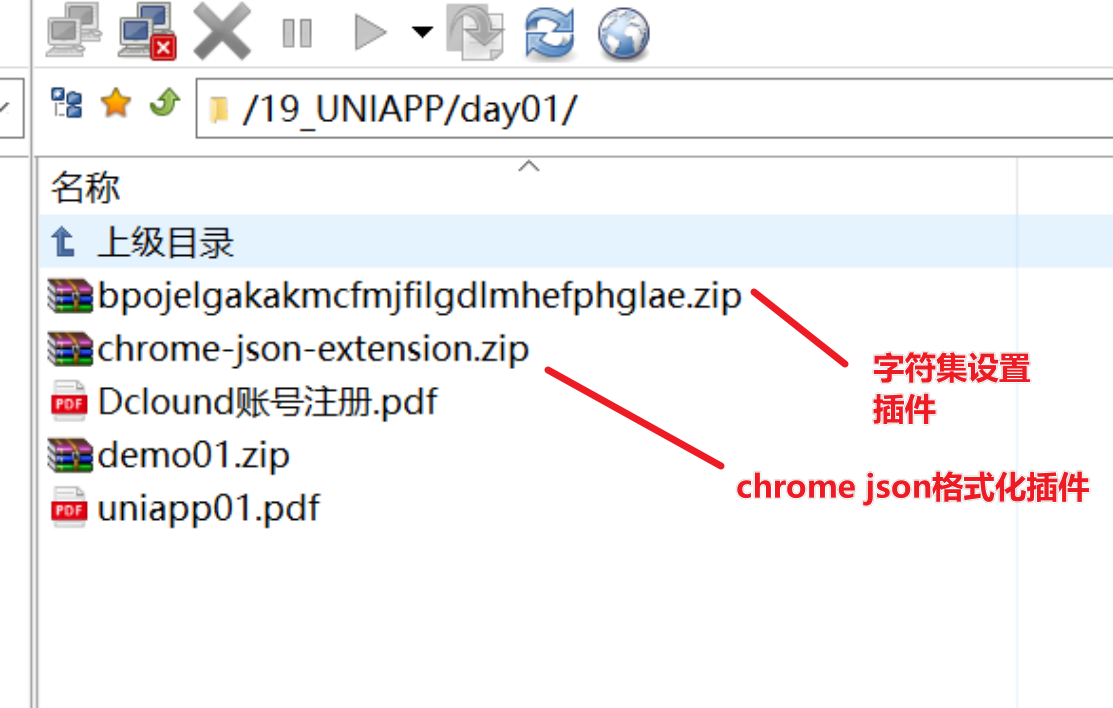 /19_UNIAPP/day01/
名称
上级目录
bpojelgakakmcfmjfilgdlmhefphglae.zip
chrome-json-extension.zip
Dclound账号注册.pdf
demo01.zip
uniapp01.pdf
字符集设置
插件
chrome json格式化插件